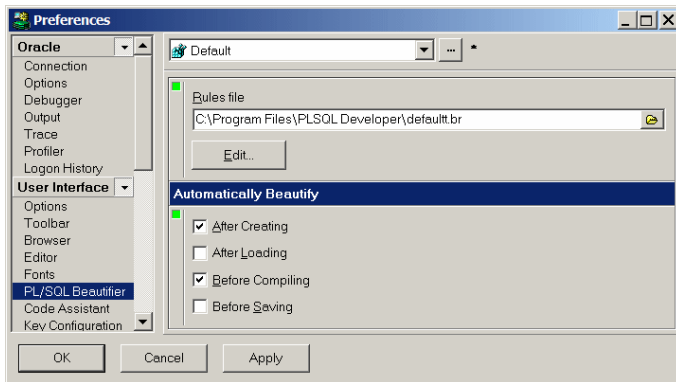 Preferences
Oracle
Connection
Options
Debugger
Output
Trace
Profiler
Logon History
User Interface
Options
Toolbar
Browser
Editor
Fonts
PL/SQL Beautifier
Code Assistant
Key Configuration
Default ... *
Rules file
C:\Program Files\PLSQL Developer\defaultt.br
Edit...
Automatically Beautify
After Creating
After Loading
Before Compiling
Before Saving
OK Cancel Apply